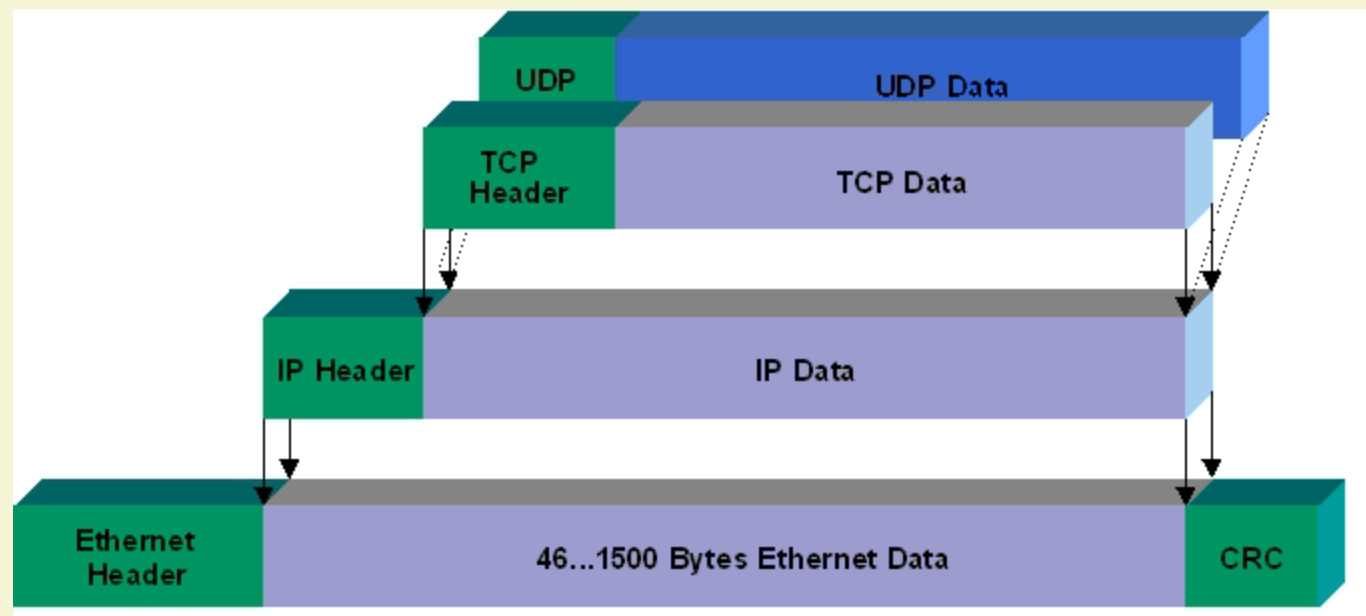 UDP
UDP Data
TCP
Header
TCP Data
IP Header
IP Data
Ethernet
Header
46...1500 Bytes Ethernet Data
CRC